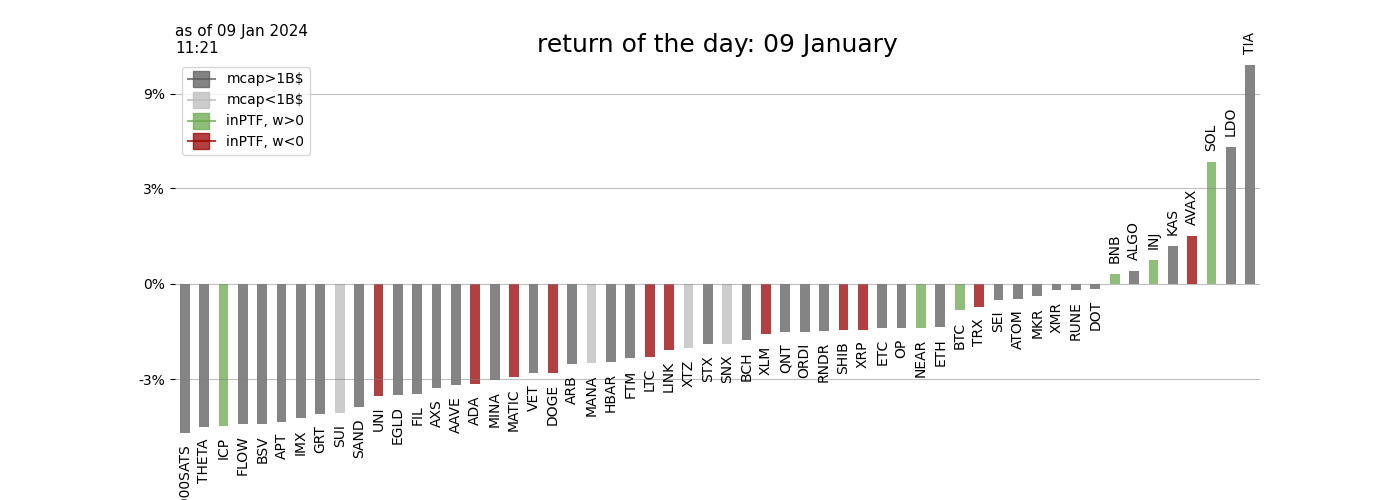 as of 09 Jan 2024
11:21
return of the day: 09 January
mcap>1B$
mcap<1B$
inPTF, w>0
inPTF, w<0
9%
3%
0%
-3%
000SATS
THETA
ICP
FLOW
BSV
APT
IMX
GRT
SUI
SAND
UNI
EGLD
FIL
AXS
AAVE
ADA
MINA
MATIC
VET
DOGE
ARB
MANA
HBAR
FTM
LTC
LINK
XTZ
STX
SNX
BCH
XLM
QNT
ORDI
RNDR
SHIB
XRP
ETC
OP
NEAR
ETH
BTC
TRX
SEI
ATOM
MKR
XMR
RUNE
DOT
BNB
ALGO
INJ
KAS
AVAX
SOL
LDO
TIA